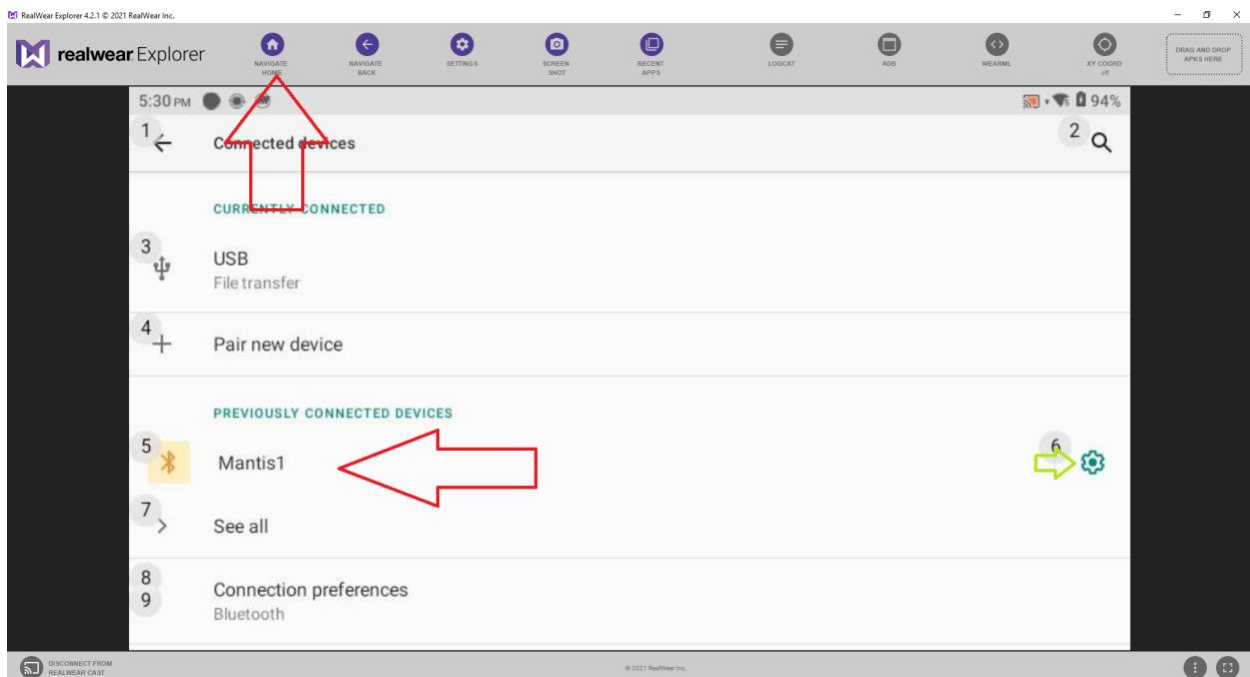 RealWear Explorer 4.2.1 © 2021 RealWear Inc.
realwear Explorer
NAVIGATE
HOME
NAVIGATE
BACK
SETTINGS
SCREEN
SHOT
RECENT
APPS
LOGCAT
ADB
WEARML
XY COORD
off
DRAG AND DROP
APKS HERE
5:30 PM 94%
1 Connected devices 2
CURRENTLY CONNECTED
3 USB
File transfer
4 Pair new device
PREVIOUSLY CONNECTED DEVICES
5 Mantis1 6
7 See all
8 Connection preferences
9 Bluetooth
DISCONNECT FROM
REALWEAR CAST
© 2021 RealWear Inc.